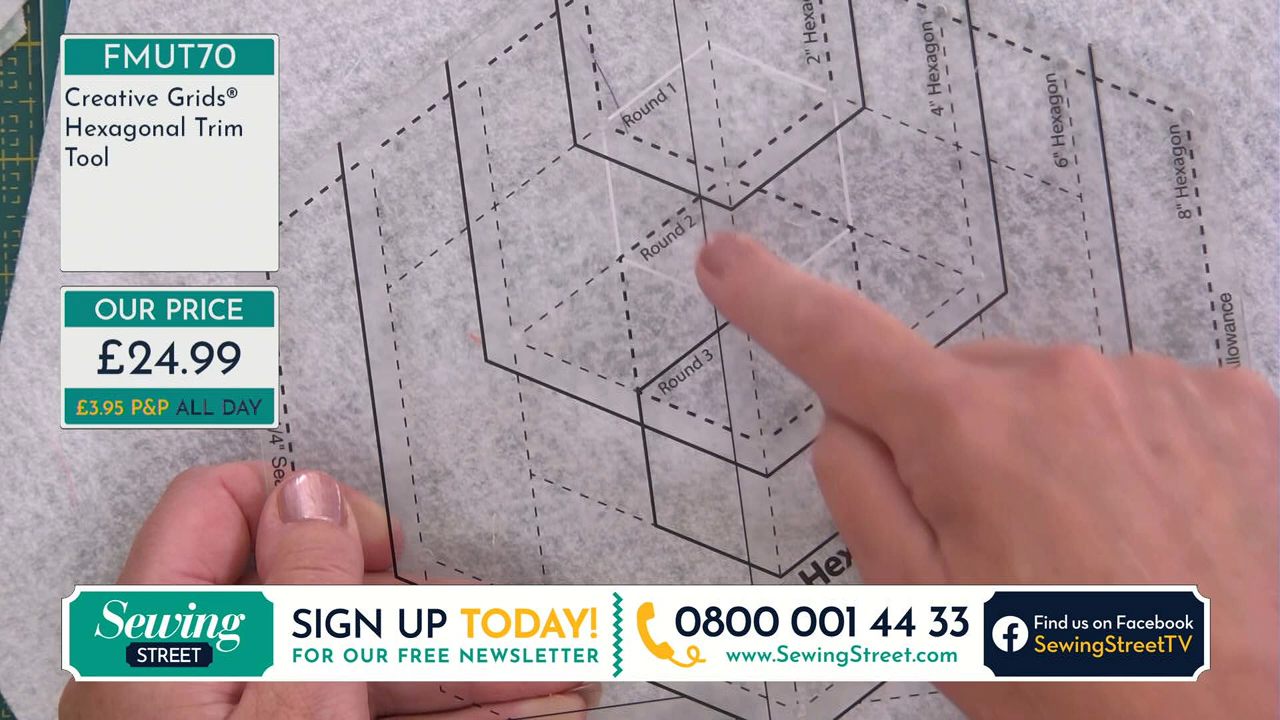 FMUT70
Creative Grids®
Hexagonal Trim
Tool
OUR PRICE
£24.99
£3.95 P&P ALL DAY
Round 1
Round 2
Round 3
4" Hexagon
6" Hexagon
8" Hexagon
Sewing
STREET
SIGN UP TODAY!
FOR OUR FREE NEWSLETTER
0800 001 44 33
www.SewingStreet.com
Find us on Facebook
SewingStreetTV